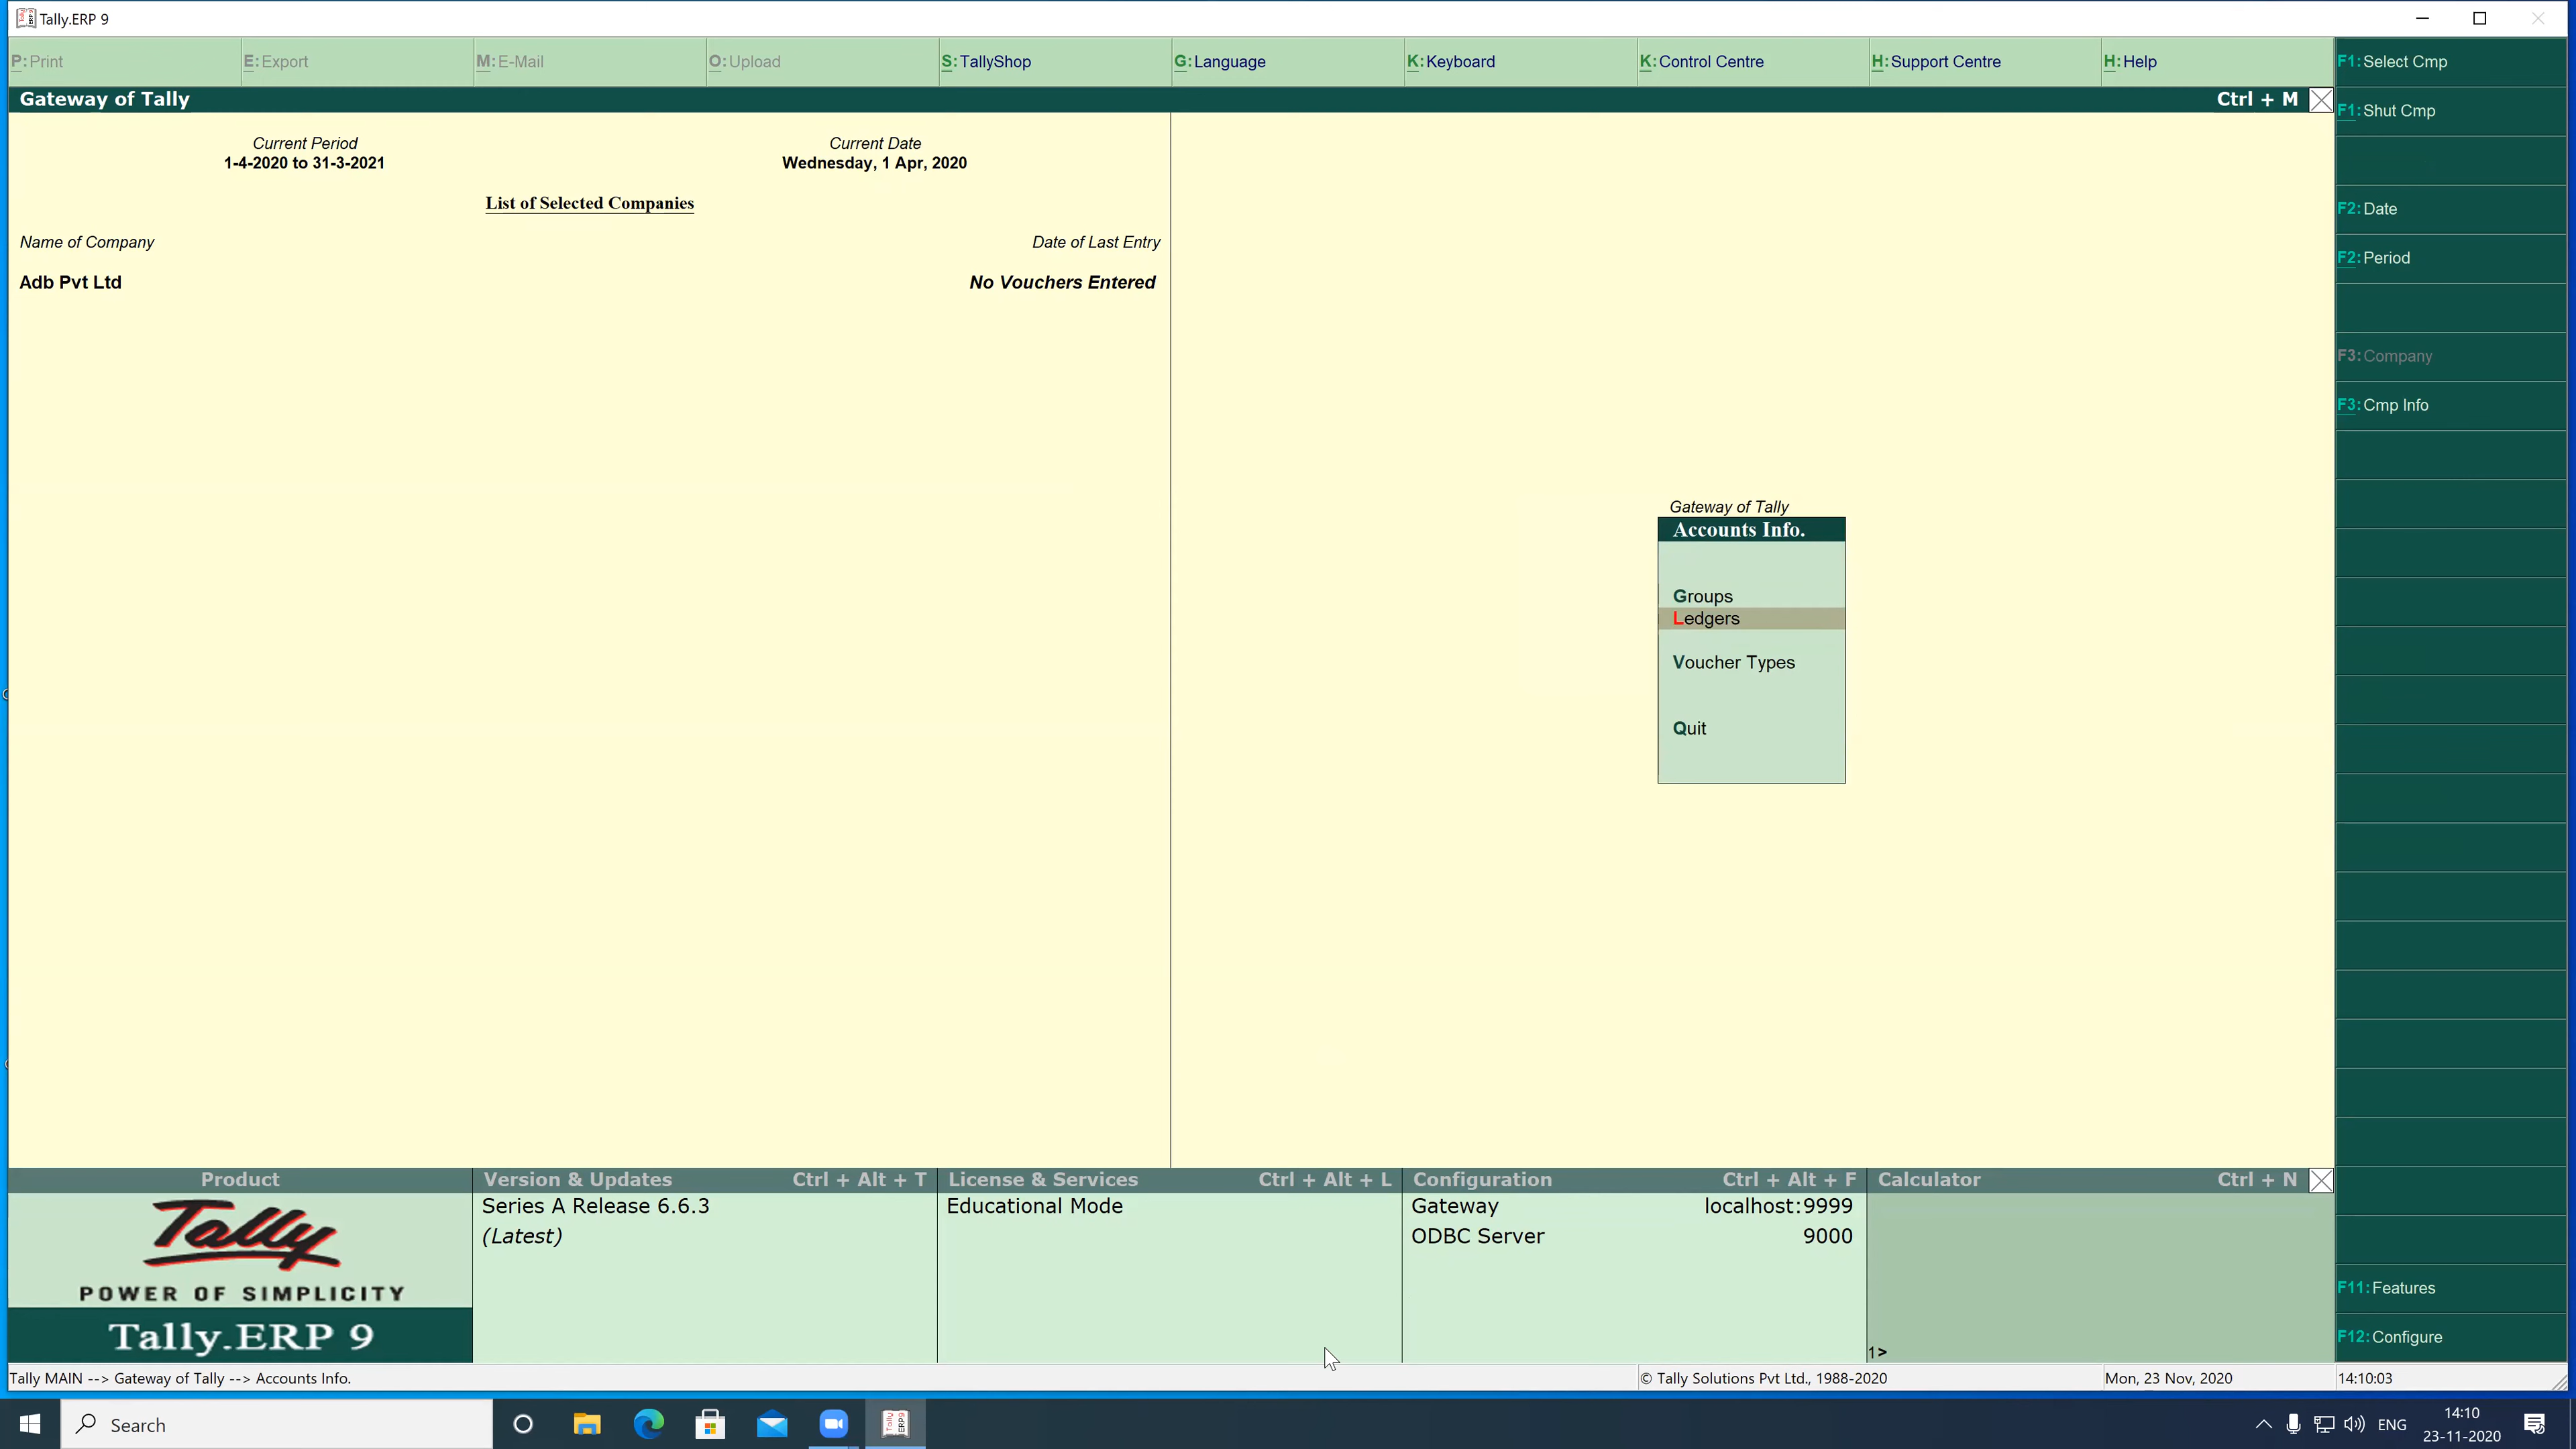 Tally.ERP 9
P: Print
E: Export
M: E-Mail
O: Upload
S: TallyShop
G: Language
K: Keyboard
K: Control Centre
H: Support Centre
H: Help
F1: Select Cmp
Gateway of Tally
Ctrl + M
F1: Shut Cmp
Current Period
1-4-2020 to 31-3-2021
Current Date
Wednesday, 1 Apr, 2020
List of Selected Companies
Name of Company
Date of Last Entry
Adb Pvt Ltd
No Vouchers Entered
F2: Date
F2: Period
F3: Company
F3: Cmp Info
Gateway of Tally
Accounts Info.
Groups
Ledgers
Voucher Types
Quit
Product
Tally
POWER OF SIMPLICITY
Tally.ERP 9
Version & Updates
Ctrl + Alt + T
Series A Release 6.6.3
(Latest)
License & Services
Ctrl + Alt + L
Educational Mode
Configuration
Ctrl + Alt + F
Gateway
localhost:9999
ODBC Server
9000
Calculator
Ctrl + N
1>
F11: Features
F12: Configure
Tally MAIN --> Gateway of Tally --> Accounts Info.
© Tally Solutions Pvt Ltd., 1988-2020
Mon, 23 Nov, 2020
14:10:03
Search
Tally ERP 9
ENG
14:10
23-11-2020